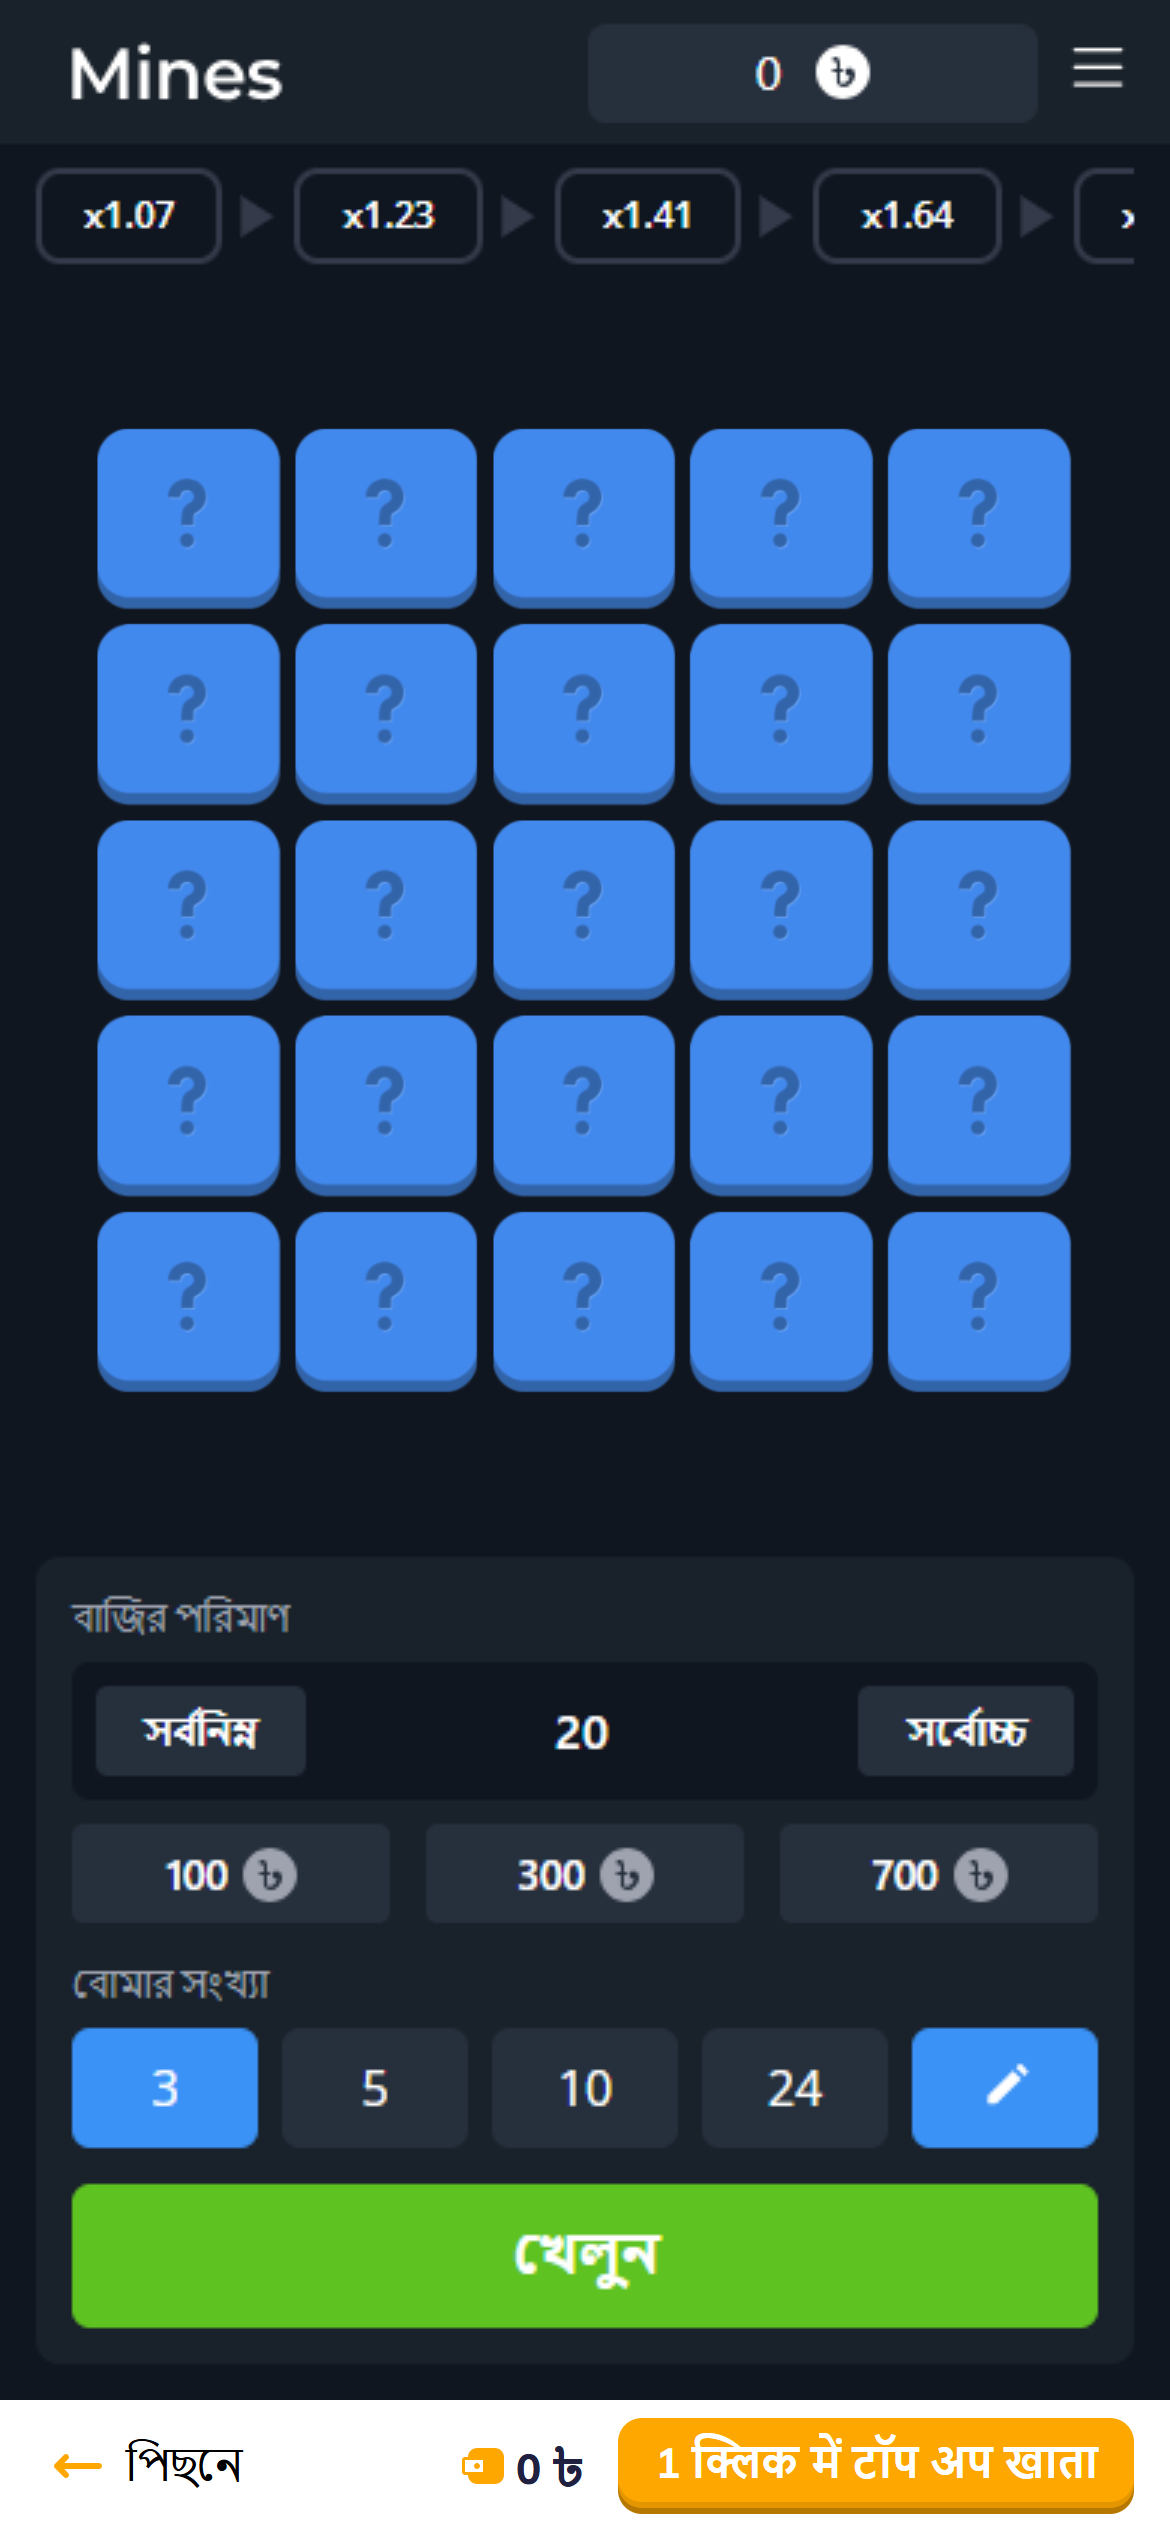 Mines
0 ৳
x1.07 x1.23 x1.41 x1.64
? ? ? ? ?
? ? ? ? ?
? ? ? ? ?
? ? ? ? ?
? ? ? ? ?
বাজির পরিমাণ
সর্বনিম্ন 20 সর্বোচ্চ
100 ৳ 300 ৳ 700 ৳
বোমার সংখ্যা
3 5 10 24
খেলুন
← পিছনে 0 ৳ 1 क्लिक में टॉप अप खाता